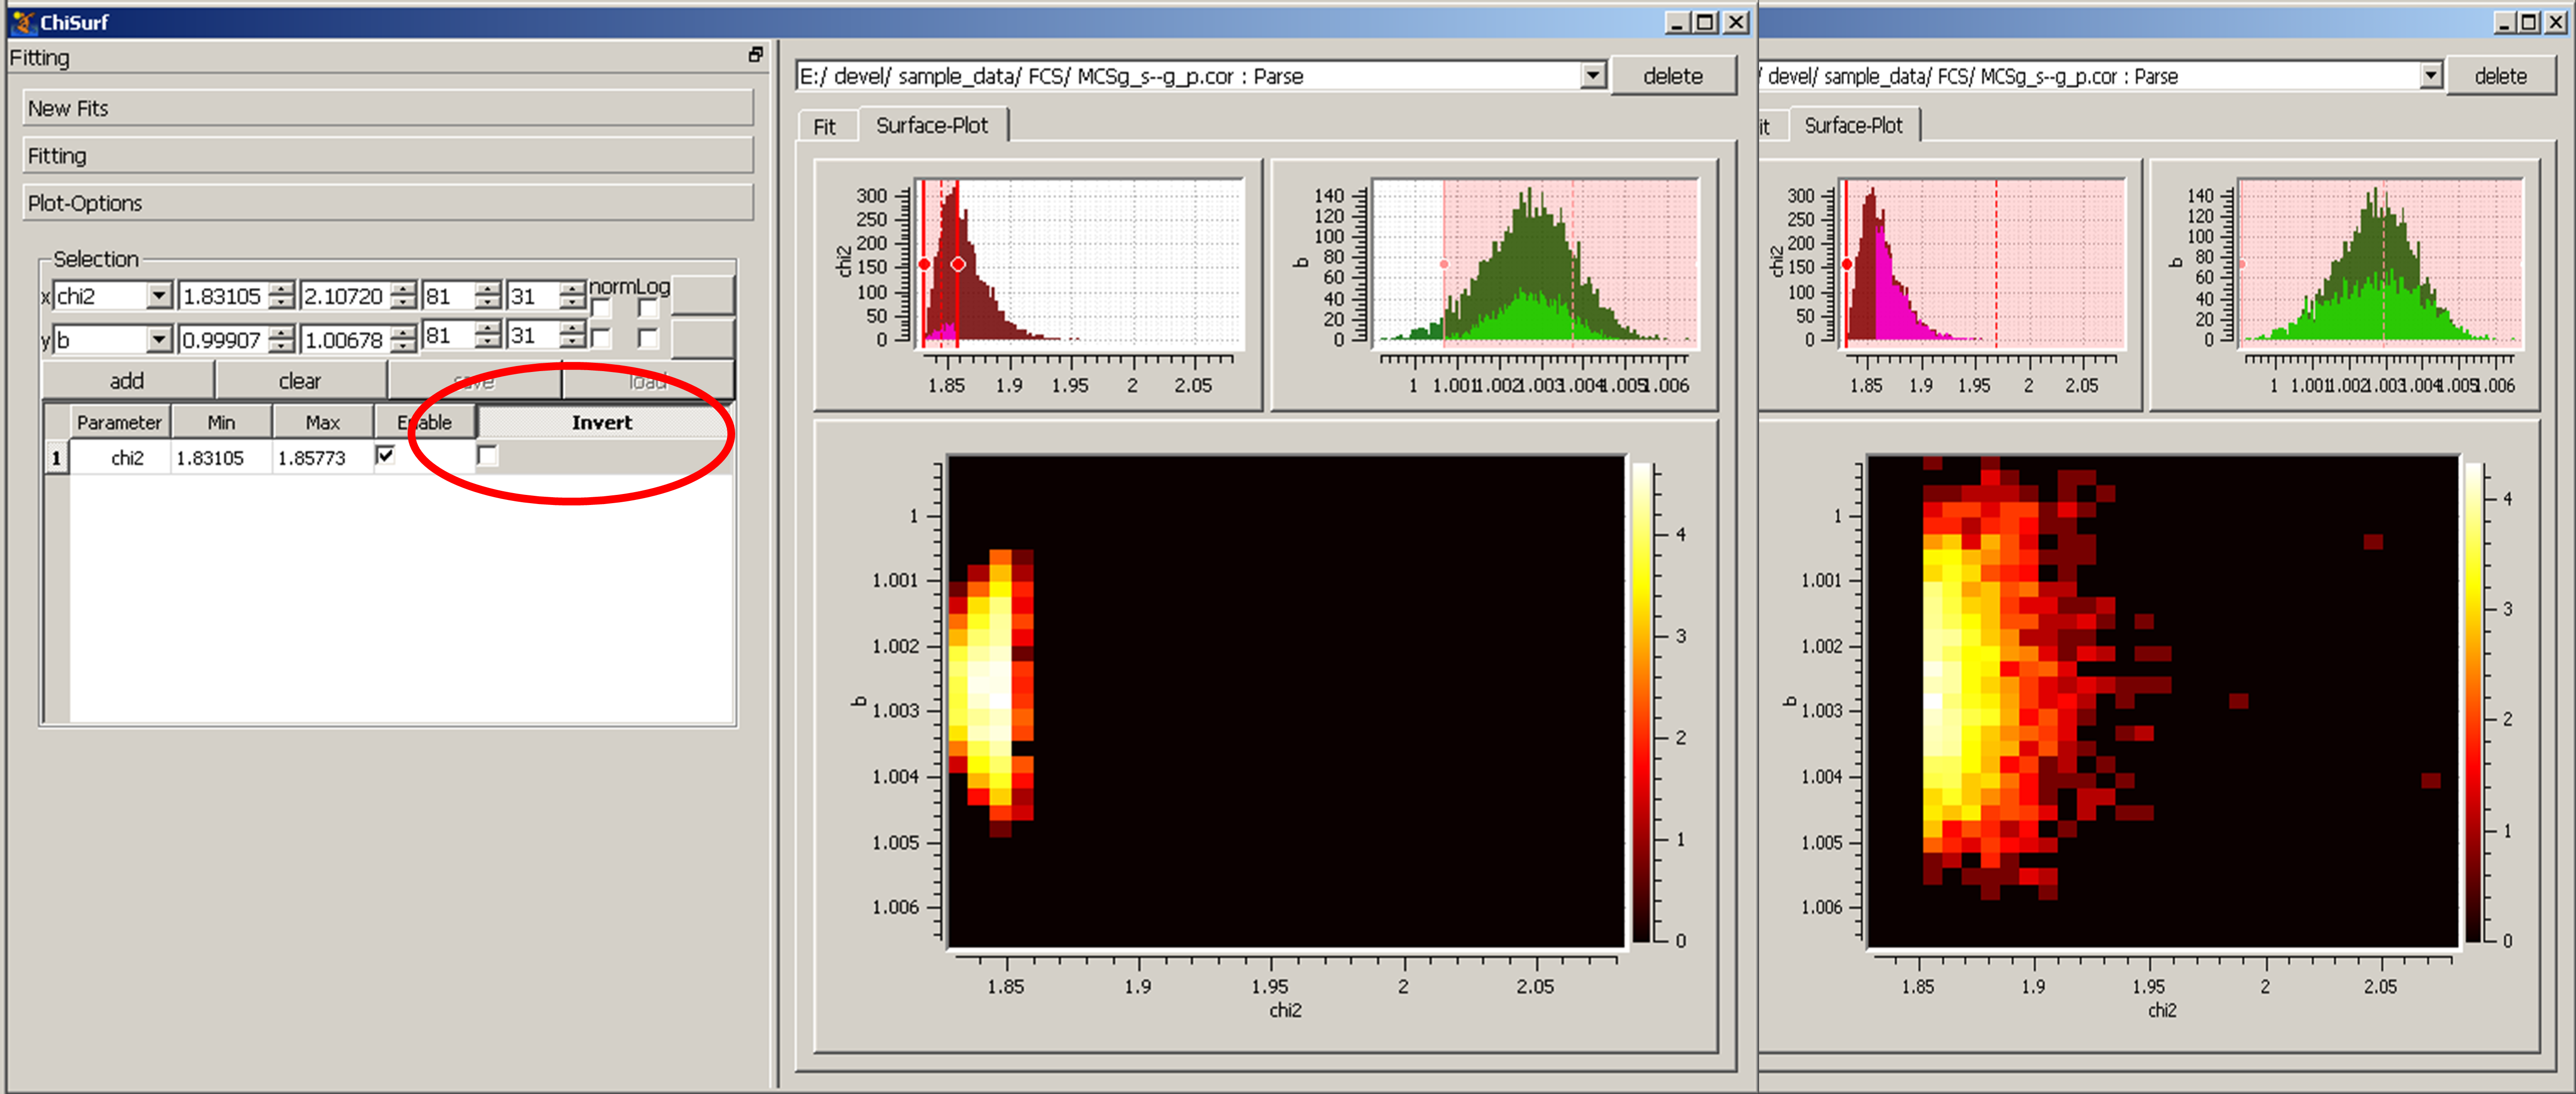 ChiSurf
Fitting
New Fits
Fitting
Plot-Options
Selection
x chi2 1.83105 2.10720 81 31 norm Log
y b 0.99907 1.00678 81 31
add clear save load
Parameter Min Max Enable Invert
1 chi2 1.83105 1.85773
E:/ devel/ sample_data/ FCS/ MCSg_s--g_p.cor : Parse delete
Fit Surface-Plot
chi2
300
250
200
150
100
50
0
1.85 1.9 1.95 2 2.05
b
140
120
100
80
60
40
20
0
1 1.001 1.002 1.003 1.004 1.005 1.006
b
1
1.001
1.002
1.003
1.004
1.005
1.006
1.85 1.9 1.95 2 2.05
chi2
4
3
2
1
0
/ devel/ sample_data/ FCS/ MCSg_s--g_p.cor : Parse delete
it Surface-Plot
chi2
300
250
200
150
100
50
0
1.85 1.9 1.95 2 2.05
b
140
120
100
80
60
40
20
0
1 1.001 1.002 1.003 1.004 1.005 1.006
b
1
1.001
1.002
1.003
1.004
1.005
1.006
1.85 1.9 1.95 2 2.05
chi2
4
3
2
1
0